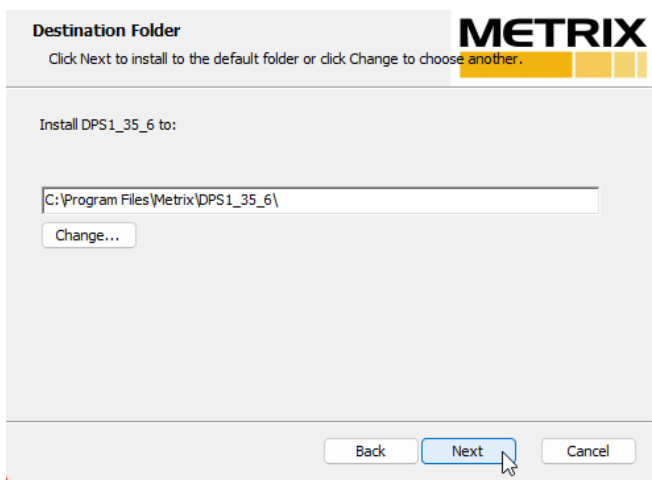 Destination Folder
METRIX
Click Next to install to the default folder or click Change to choose another.
Install DPS1_35_6 to:
C:\Program Files\Metrix\DPS1_35_6\
Change...
Back
Next
Cancel